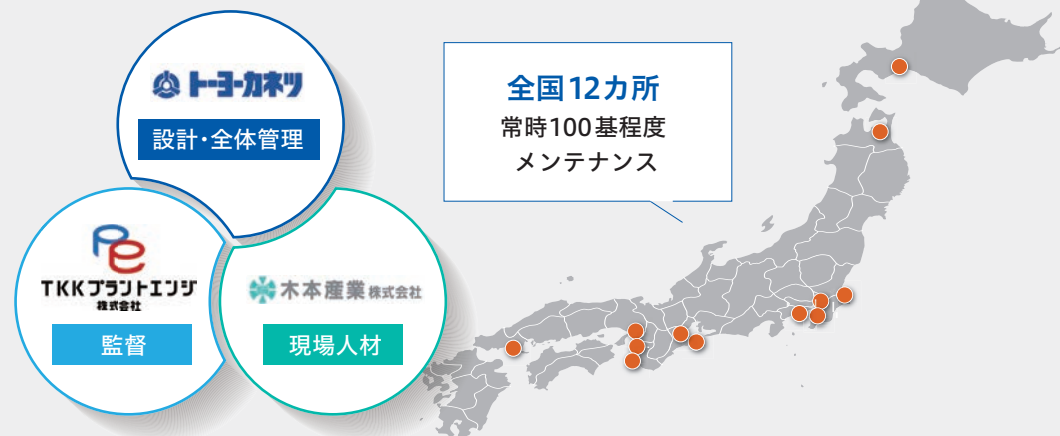 トーヨーカネツ
設計・全体管理
TKKプラントエンジ
株式会社
監督
木本産業株式会社
現場人材
全国12カ所
常時100基程度
メンテナンス